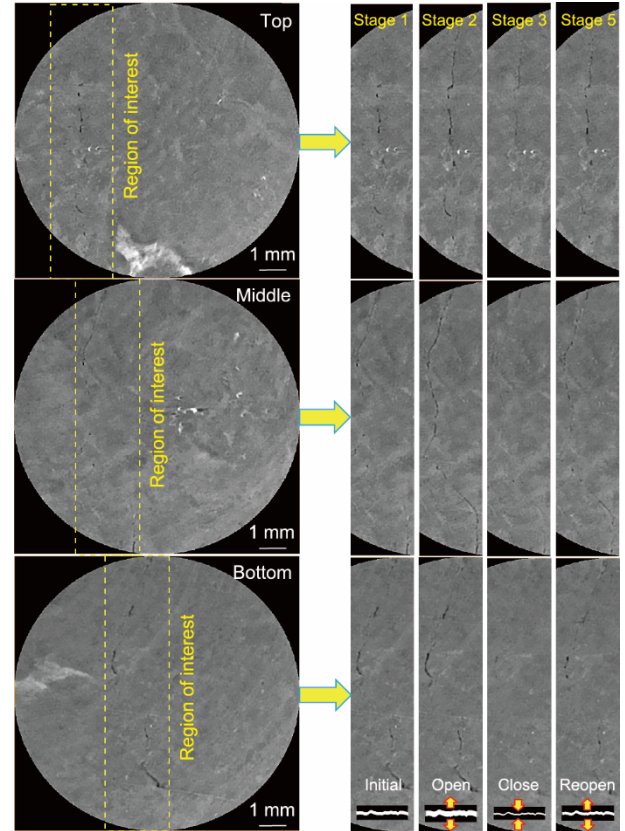 Top
Region of interest
1 mm
Stage 1
Stage 2
Stage 3
Stage 5
Middle
Region of interest
1 mm
Bottom
Region of interest
1 mm
Initial
Open
Close
Reopen